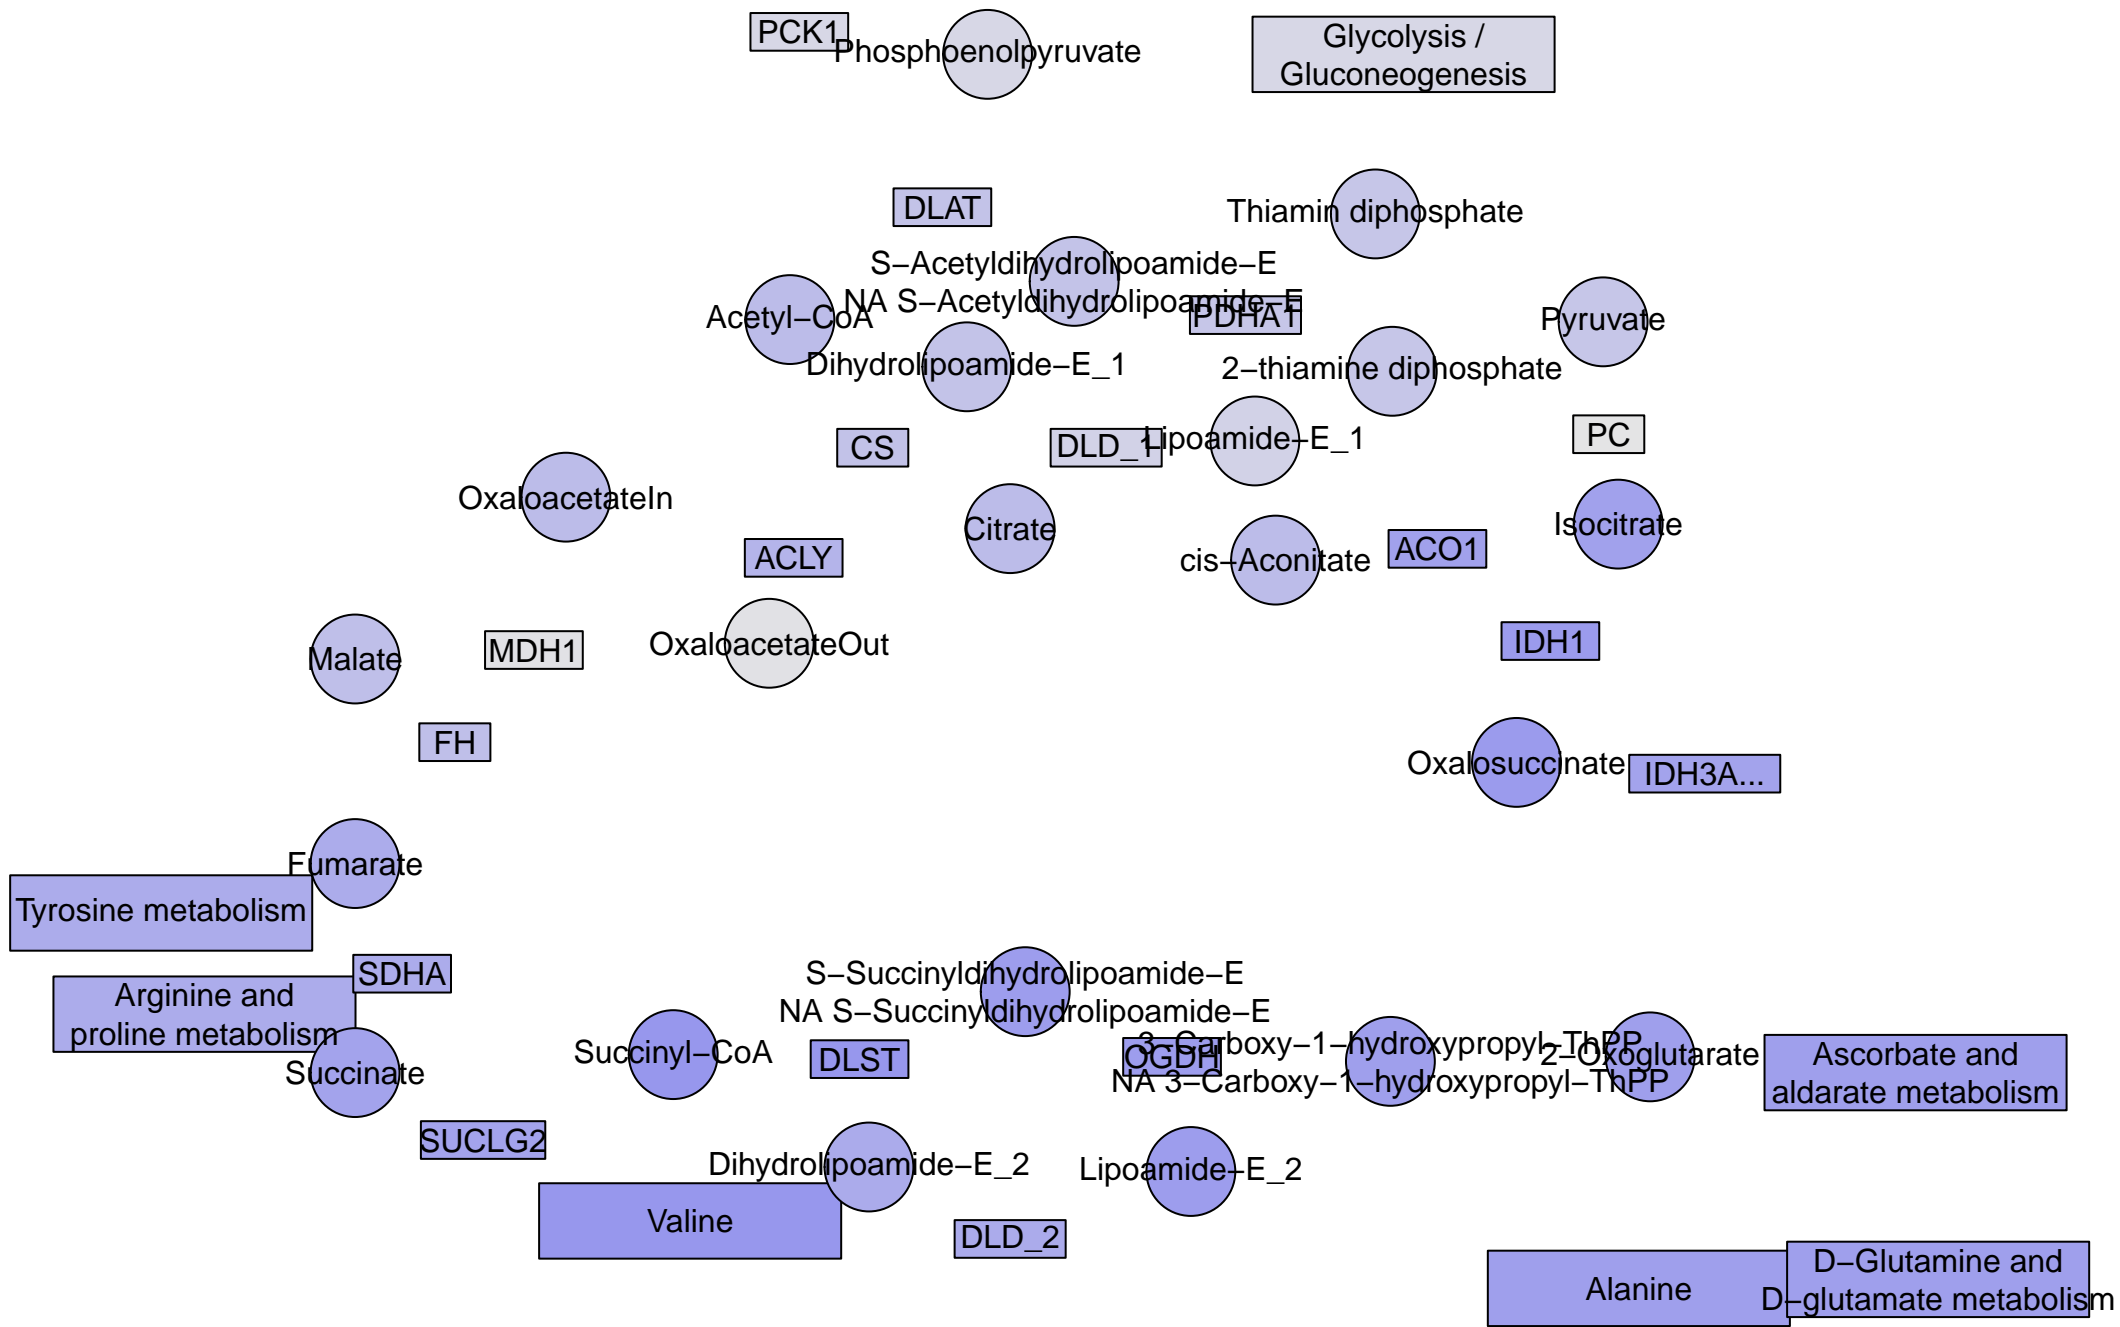 PCK1
Phosphoenolpyruvate
Glycolysis /
Gluconeogenesis
DLAT
Thiamin diphosphate
S−Acetyldihydrolipoamide−E
NA S−Acetyldihydrolipoamide−E
Acetyl−CoA
PDHA1
Pyruvate
Dihydrolipoamide−E_1
2−thiamine diphosphate
CS
DLD_1
Lipoamide−E_1
PC
OxaloacetateIn
Citrate
Isocitrate
ACLY
cis−Aconitate
ACO1
Malate
MDH1
OxaloacetateOut
IDH1
FH
Oxalosuccinate
IDH3A...
Fumarate
Tyrosine metabolism
SDHA
Arginine and
proline metabolism
Succinate
S−Succinyldihydrolipoamide−E
NA S−Succinyldihydrolipoamide−E
Succinyl−CoA
DLST
OGDH
3−Carboxy−1−hydroxypropyl−ThPP
NA 3−Carboxy−1−hydroxypropyl−ThPP
2−Oxoglutarate
Ascorbate and
aldarate metabolism
SUCLG2
Dihydrolipoamide−E_2
Lipoamide−E_2
Valine
DLD_2
Alanine
D−Glutamine and
D−glutamate metabolism